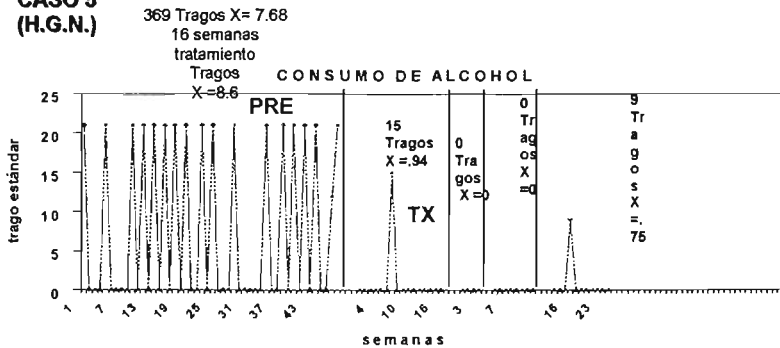 CASO 3
(H.G.N.)
369 Tragos X= 7.68
16 semanas
tratamiento
Tragos
X =8.6
CONSUMO DE ALCOHOL
PRE
15
Tragos
X =.94
TX
0
Tra
gos
X =0
0
Tr
ag
os
X
=0
9
Tr
a
g
o
s
X
=.
75
trago estándar
25
20
15
10
5
0
1 7 13 19 25 31 37 43 4 10 16 3 7 16 23
semanas